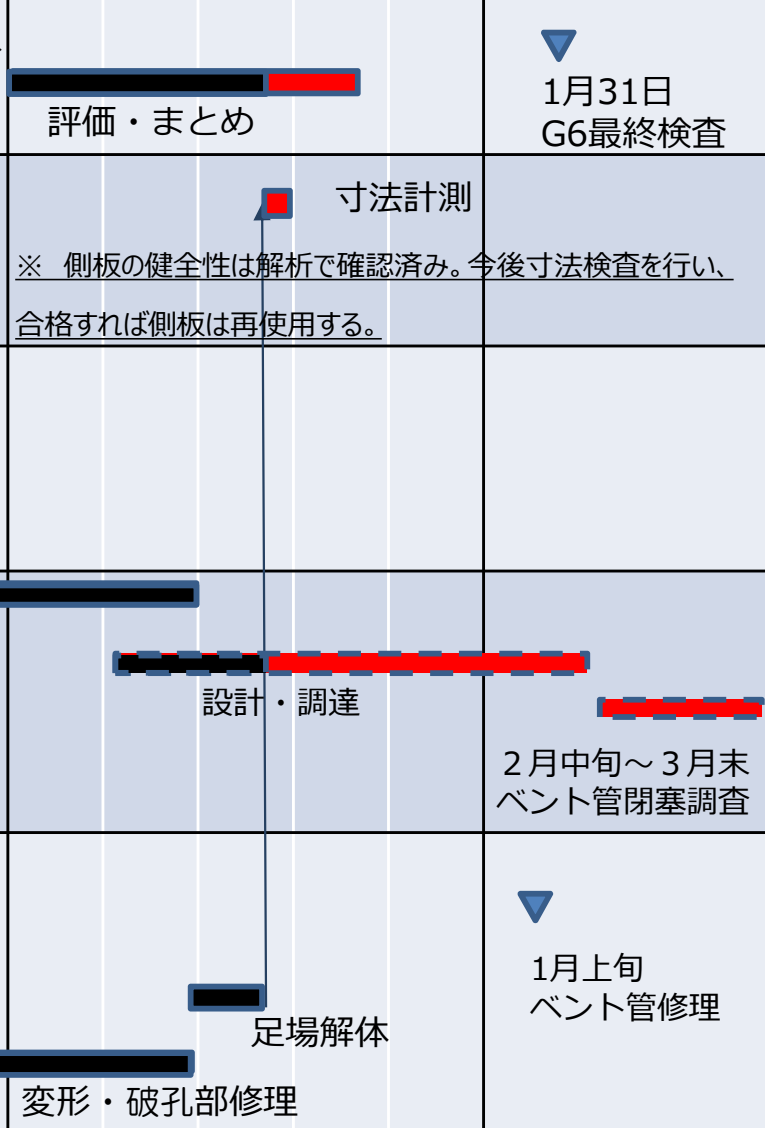 評価・まとめ
1月31日
G6最終検査
寸法計測
※　側板の健全性は解析で確認済み。今後寸法検査を行い、
合格すれば側板は再使用する。
設計・調達
２月中旬～３月末
ベント管閉塞調査
1月上旬
ベント管修理
足場解体
変形・破孔部修理